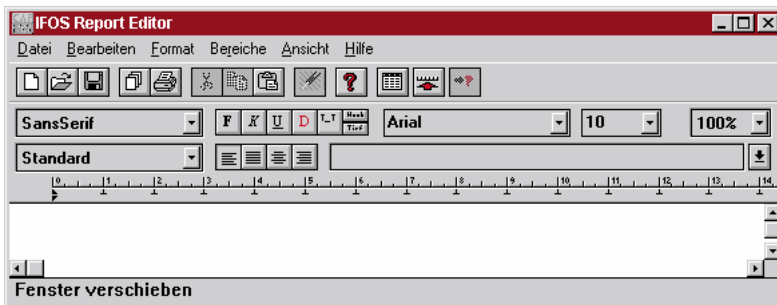 IFOS Report Editor
Datei Bearbeiten Format Bereiche Ansicht Hilfe
SansSerif F K U D T_T Hoch Tief Arial 10 100%
Standard
0 1 2 3 4 5 6 7 8 9 10 11 12 13 14
Fenster verschieben